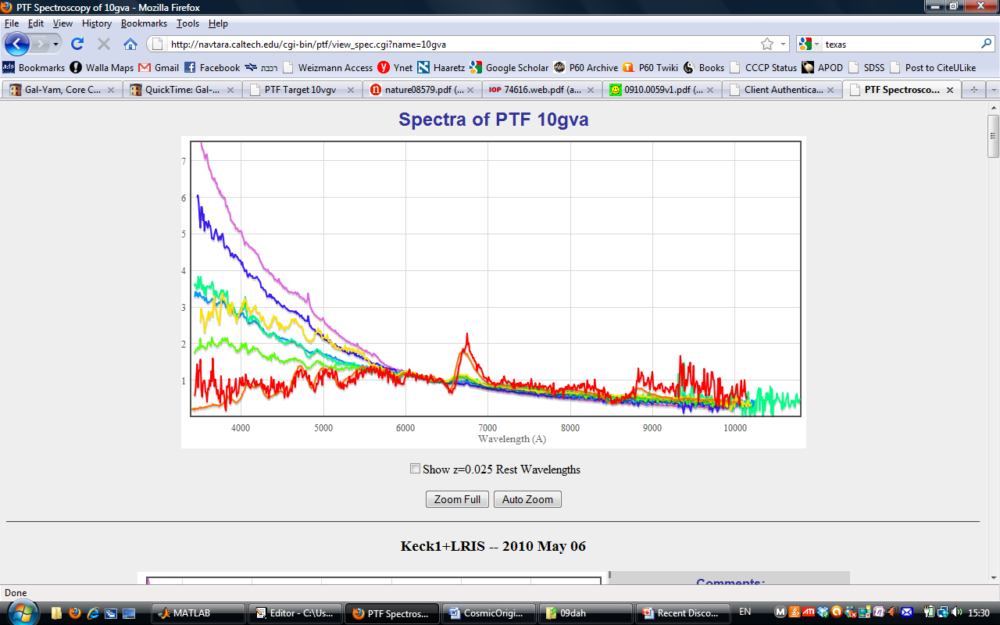 PTF Spectroscopy of 10gva - Mozilla Firefox
File Edit View History Bookmarks Tools Help
http://navtara.caltech.edu/cgi-bin/ptf/view_spec.cgi?name=10gva
texas
Bookmarks Walla Maps Gmail Facebook רכבת Weizmann Access Ynet Haaretz Google Scholar P60 Archive P60 Twiki Books CCCP Status APOD SDSS Post to CiteULike
Gal-Yam, Core C... QuickTime: Gal-... PTF Target 10vgv nature08579.pdf (... IOP 74616.web.pdf (a... 0910.0059v1.pdf (... Client Authentica... PTF Spectrosco...
Spectra of PTF 10gva
7
6
5
4
3
2
1
4000 5000 6000 7000 8000 9000 10000
Wavelength (A)
Show z=0.025 Rest Wavelengths
Zoom Full Auto Zoom
Keck1+LRIS -- 2010 May 06
Comments:
Done
MATLAB Editor - C:\Us... PTF Spectros... CosmicOrigi... 09dah Recent Disco... EN 15:30